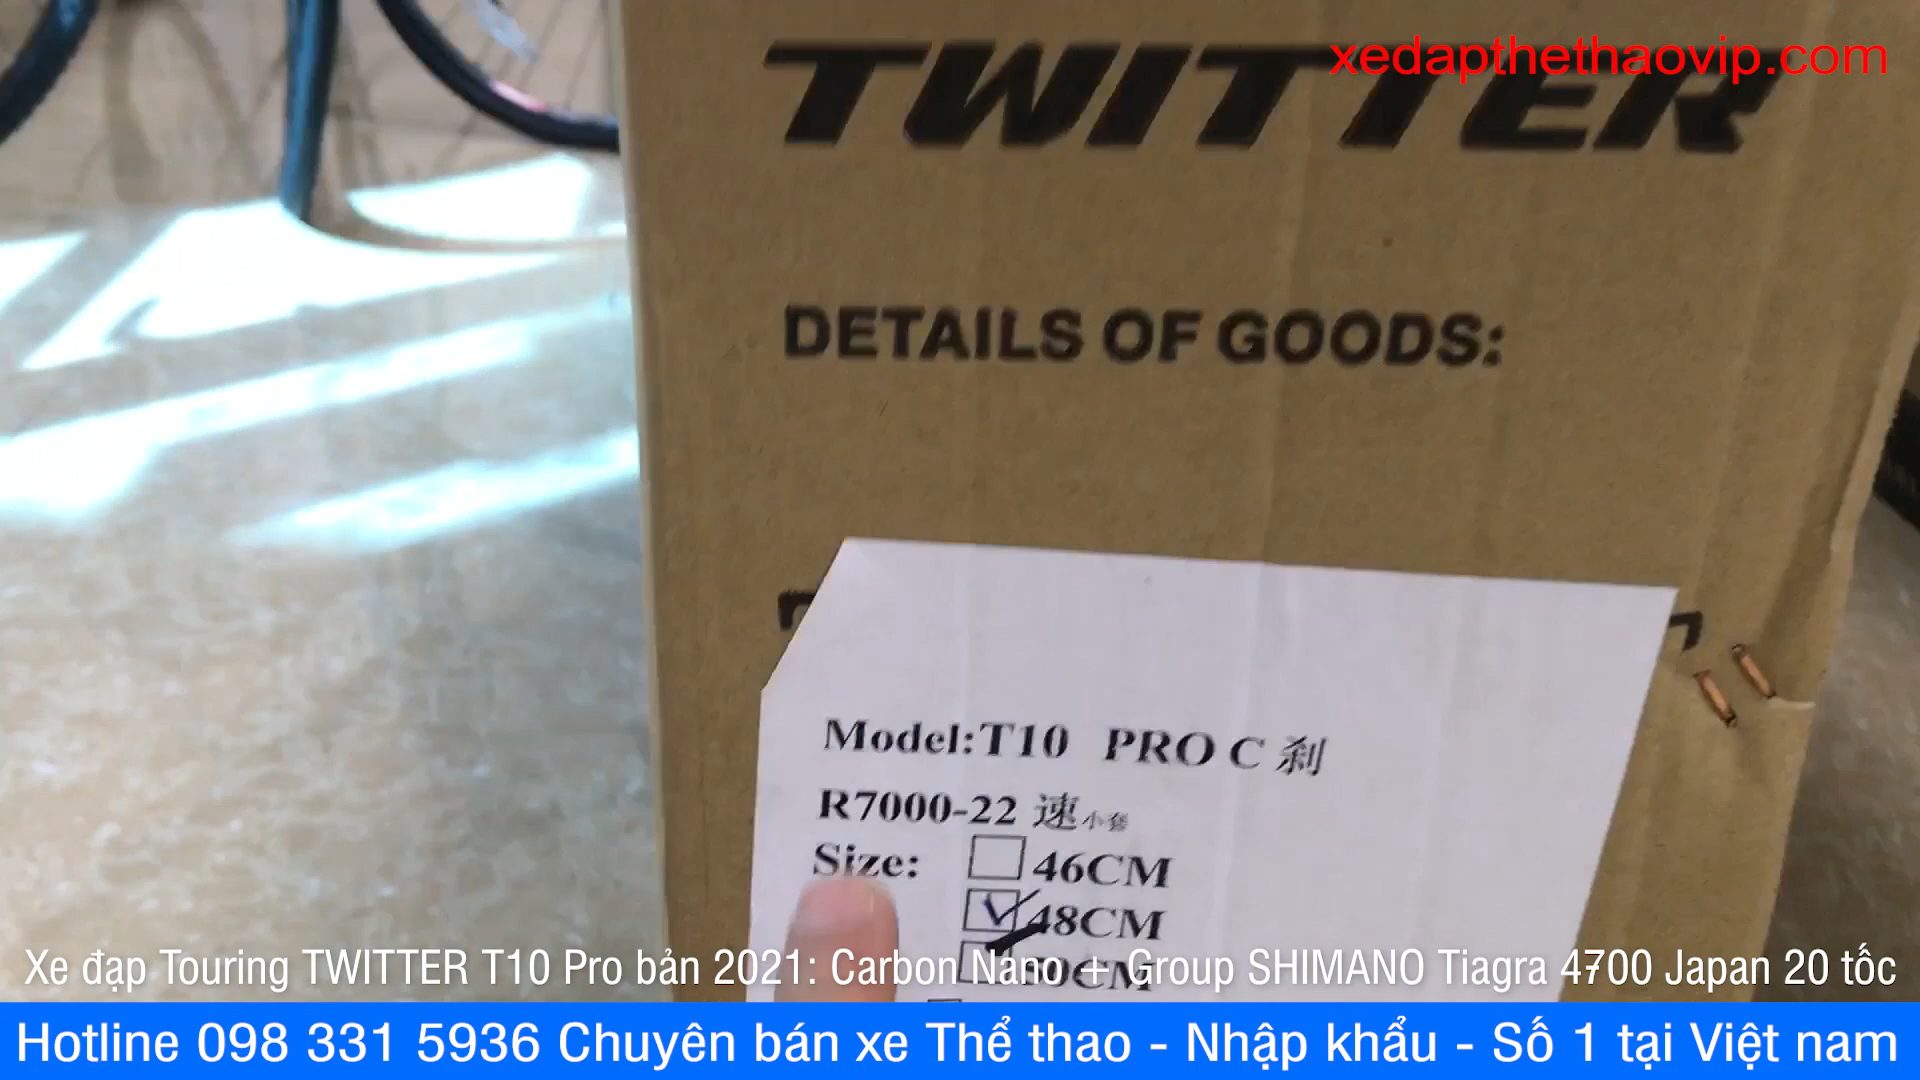 TWITTER
xedapthethaovip.com
DETAILS OF GOODS:
Model:T10 PRO C 刹
R7000-22 速小套
Size: 46CM
48CM
50CM
Xe đạp Touring TWITTER T10 Pro bản 2021: Carbon Nano + Group SHIMANO Tiagra 4700 Japan 20 tốc
Hotline 098 331 5936 Chuyên bán xe Thể thao - Nhập khẩu - Số 1 tại Việt nam